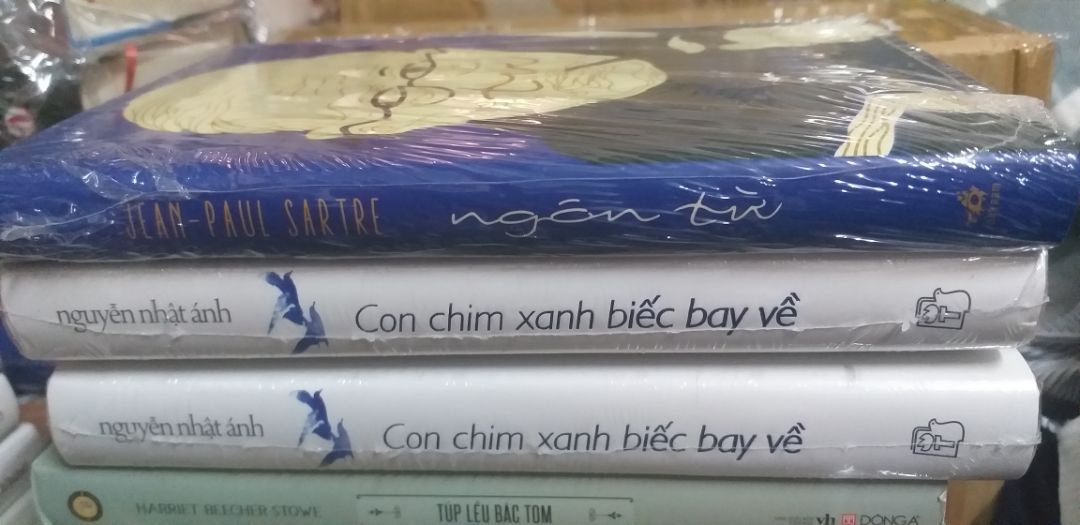 JEAN-PAUL SARTRE ngôn từ
nguyễn nhật ánh Con chim xanh biếc bay về
nguyễn nhật ánh Con chim xanh biếc bay về
HARRIET BEECHER STOWE TÚP LỀU BÁC TOM vh ĐÔNG A